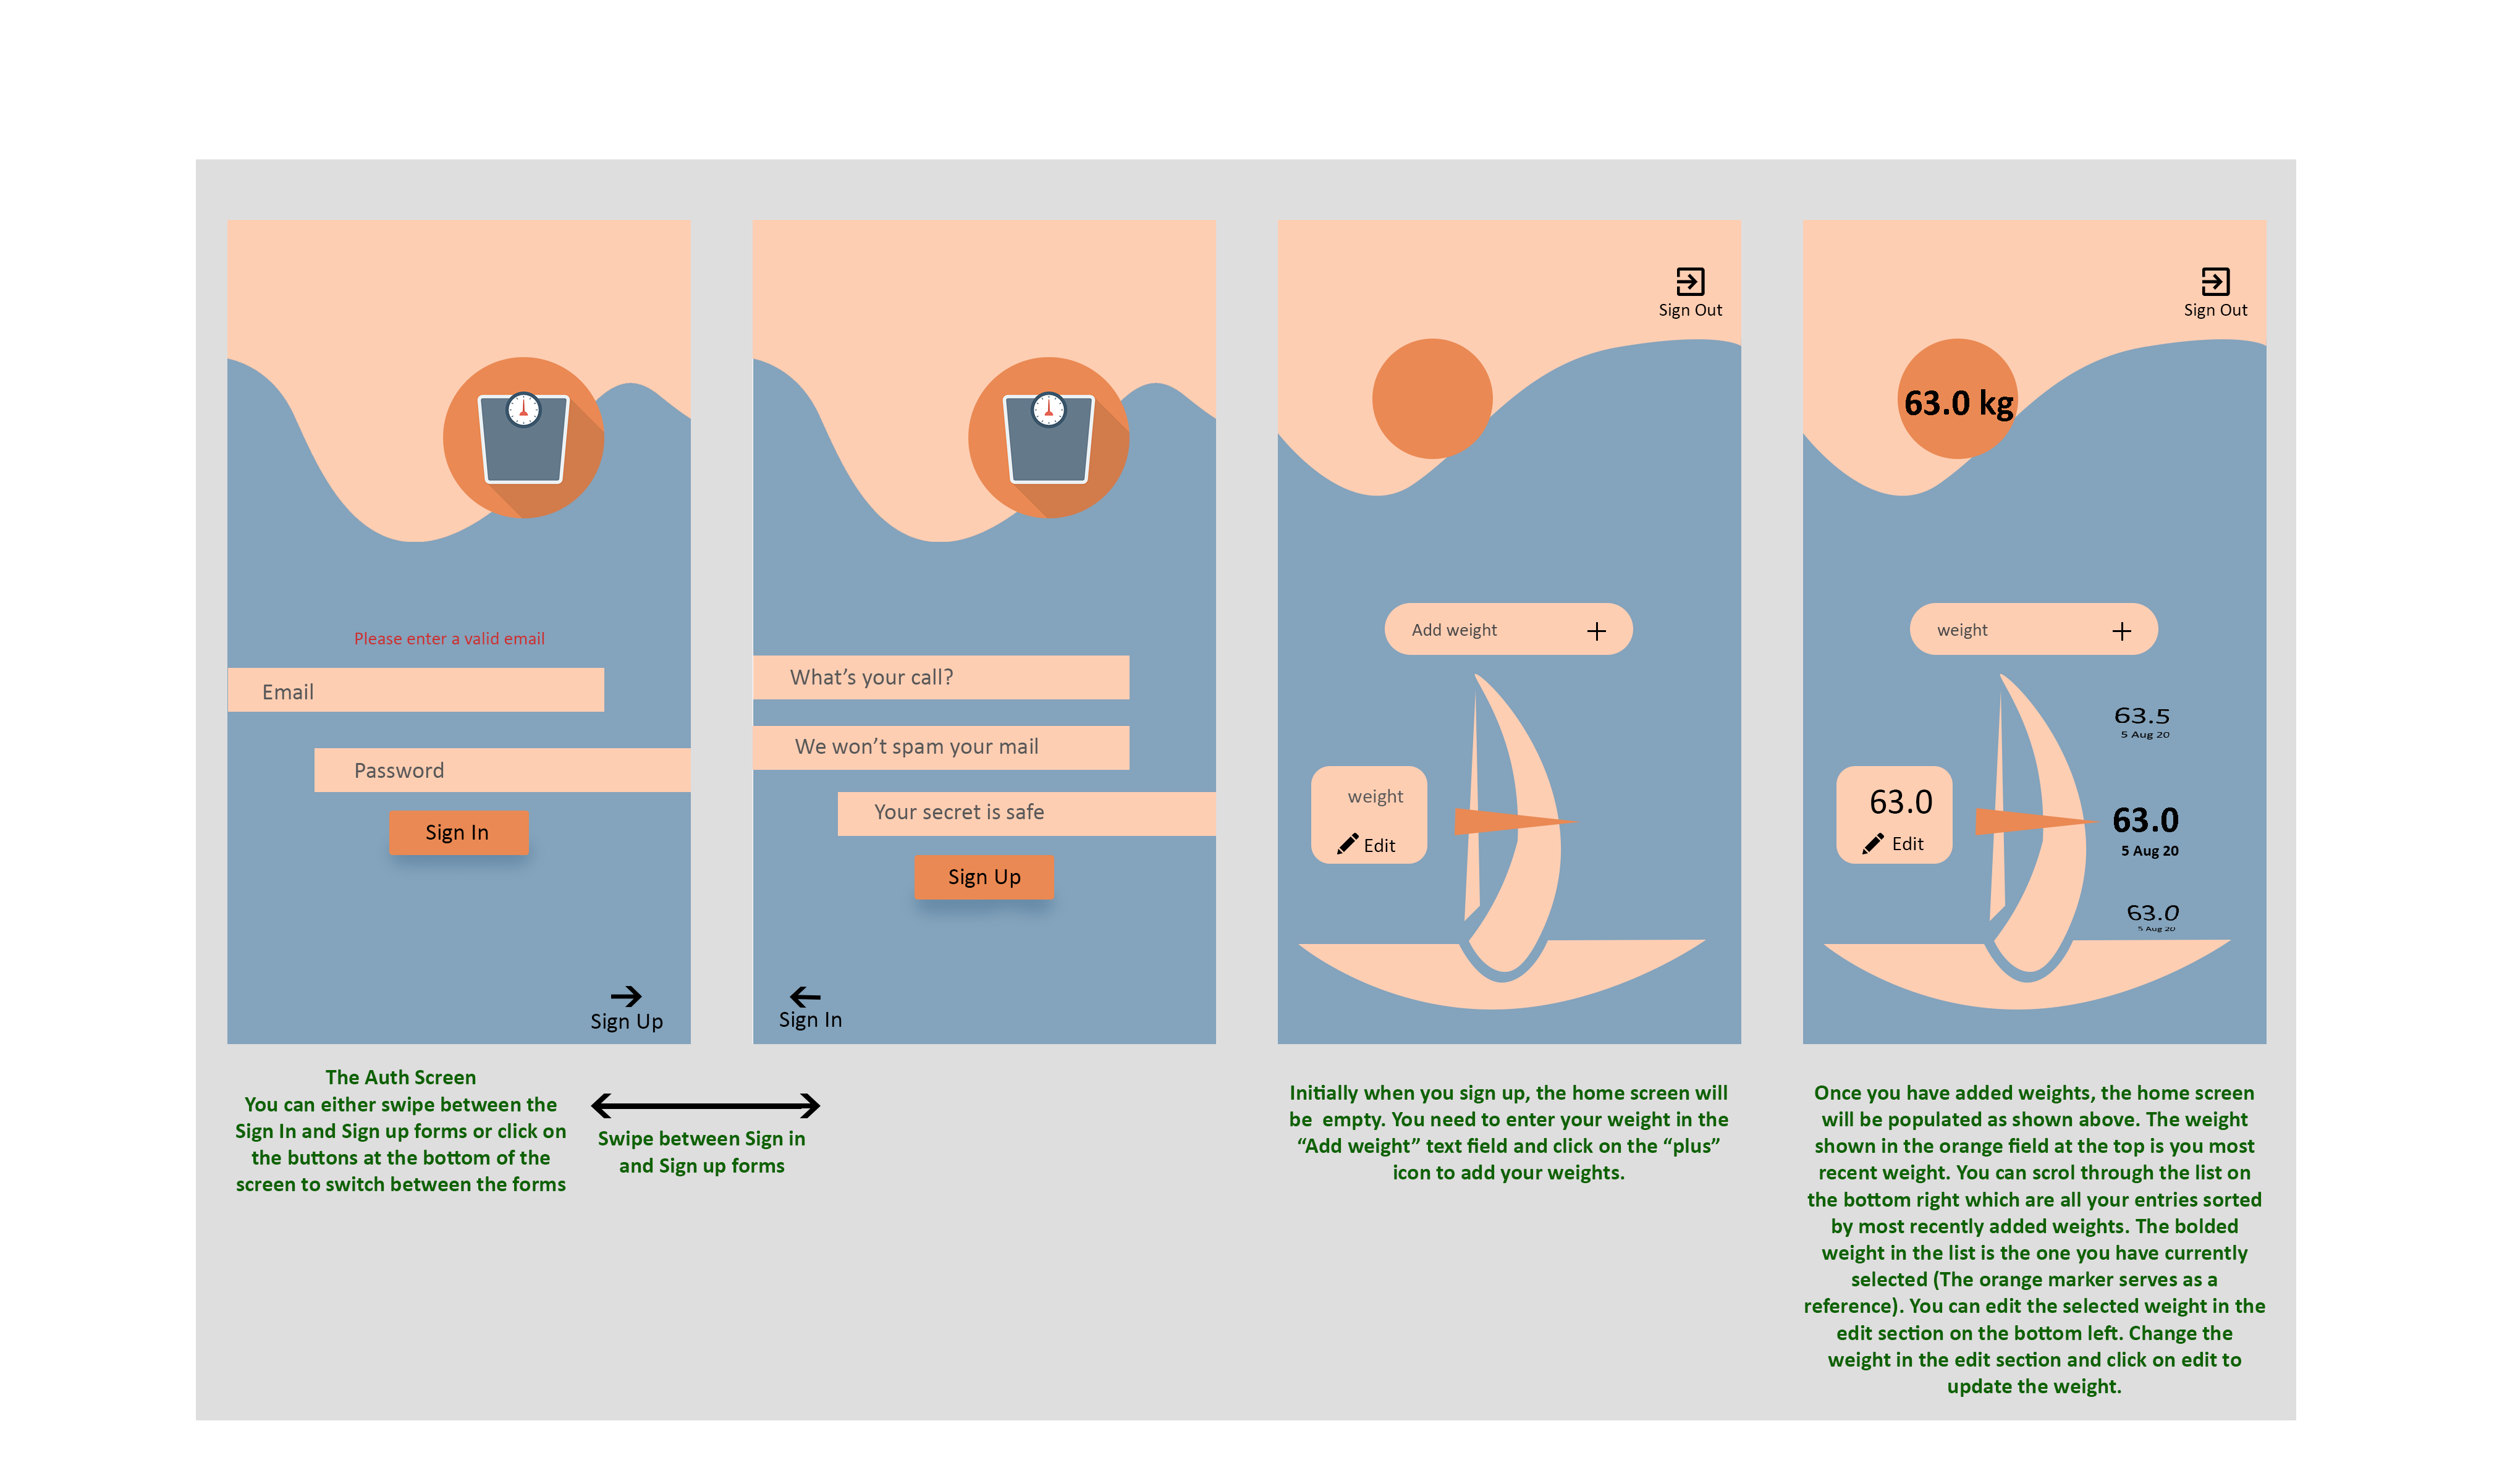 Please enter a valid email
Email
Password
Sign In
Sign Up
What’s your call?
We won’t spam your mail
Your secret is safe
Sign Up
Sign In
Sign Out
Add weight
weight
Edit
Sign Out
63.0 kg
weight
63.5
5 Aug 20
63.0
Edit
63.0
5 Aug 20
63.0
5 Aug 20
The Auth Screen
You can either swipe between the
Sign In and Sign up forms or click on
the buttons at the bottom of the
screen to switch between the forms
Swipe between Sign in
and Sign up forms
Initially when you sign up, the home screen will
be empty. You need to enter your weight in the
“Add weight” text field and click on the “plus”
icon to add your weights.
Once you have added weights, the home screen
will be populated as shown above. The weight
shown in the orange field at the top is you most
recent weight. You can scrol through the list on
the bottom right which are all your entries sorted
by most recently added weights. The bolded
weight in the list is the one you have currently
selected (The orange marker serves as a
reference). You can edit the selected weight in the
edit section on the bottom left. Change the
weight in the edit section and click on edit to
update the weight.